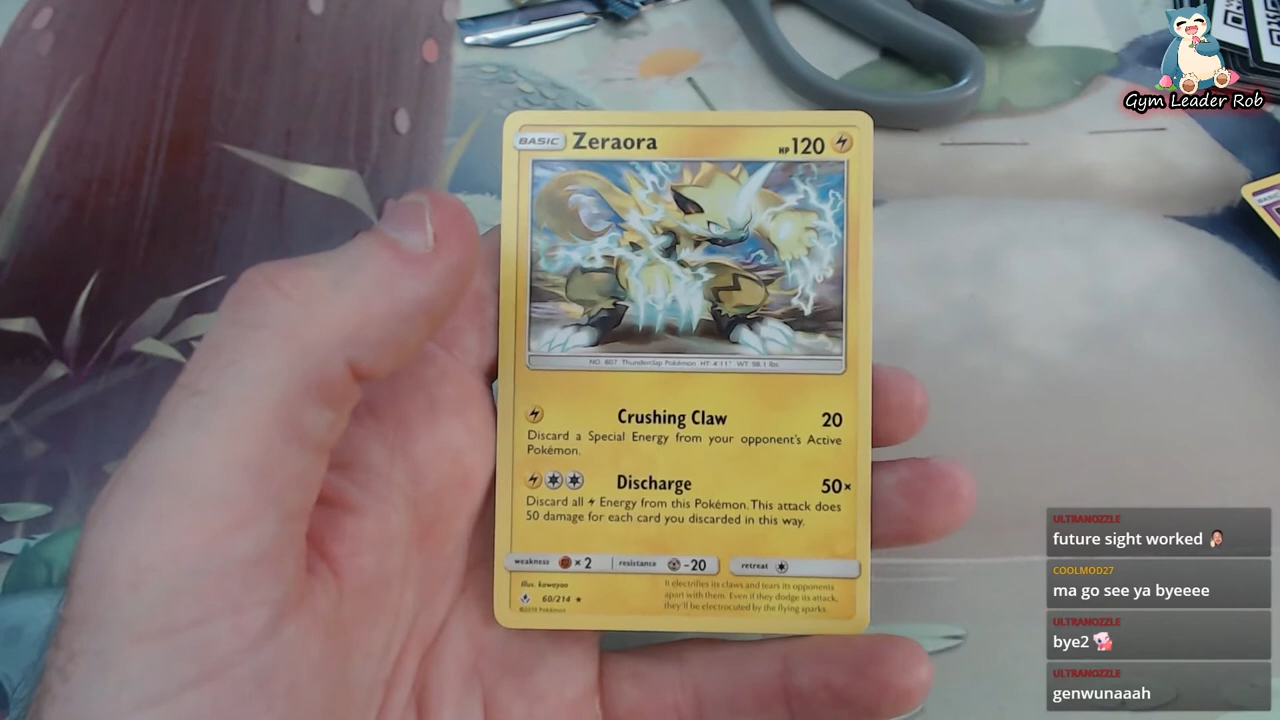 Gym Leader Rob
BASIC Zeraora HP 120
NO. 807 Thunderclap Pokémon HT: 4'11" WT: 98.1 lbs
Crushing Claw 20
Discard a Special Energy from your opponent's Active
Pokémon.
Discharge 50×
Discard all Energy from this Pokémon. This attack does
50 damage for each card you discarded in this way.
weakness ×2 resistance -20 retreat
Illus. kawayoo
60/214 ★
©2019 Pokémon
It electrifies its claws and tears its opponents
apart with them. Even if they dodge its attack,
they'll be electrocuted by the flying sparks.
ULTRANOZZLE
future sight worked
COOLMOD27
ma go see ya byeeee
ULTRANOZZLE
bye2
ULTRANOZZLE
genwunaaah